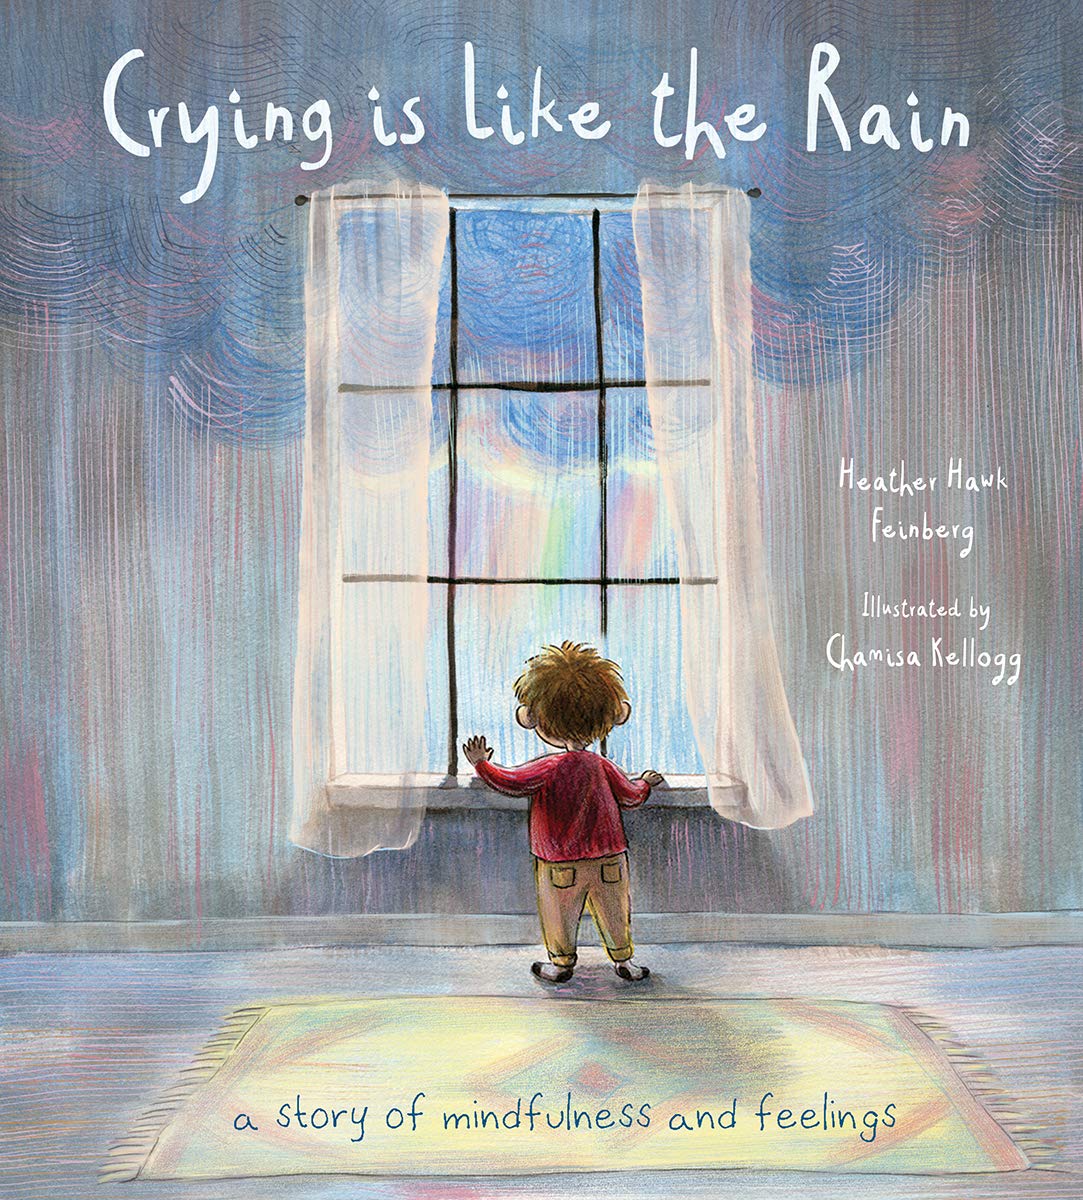 Crying is Like the Rain
Heather Hawk
Feinberg
Illustrated by
Chamisa Kellogg
a story of mindfulness and feelings